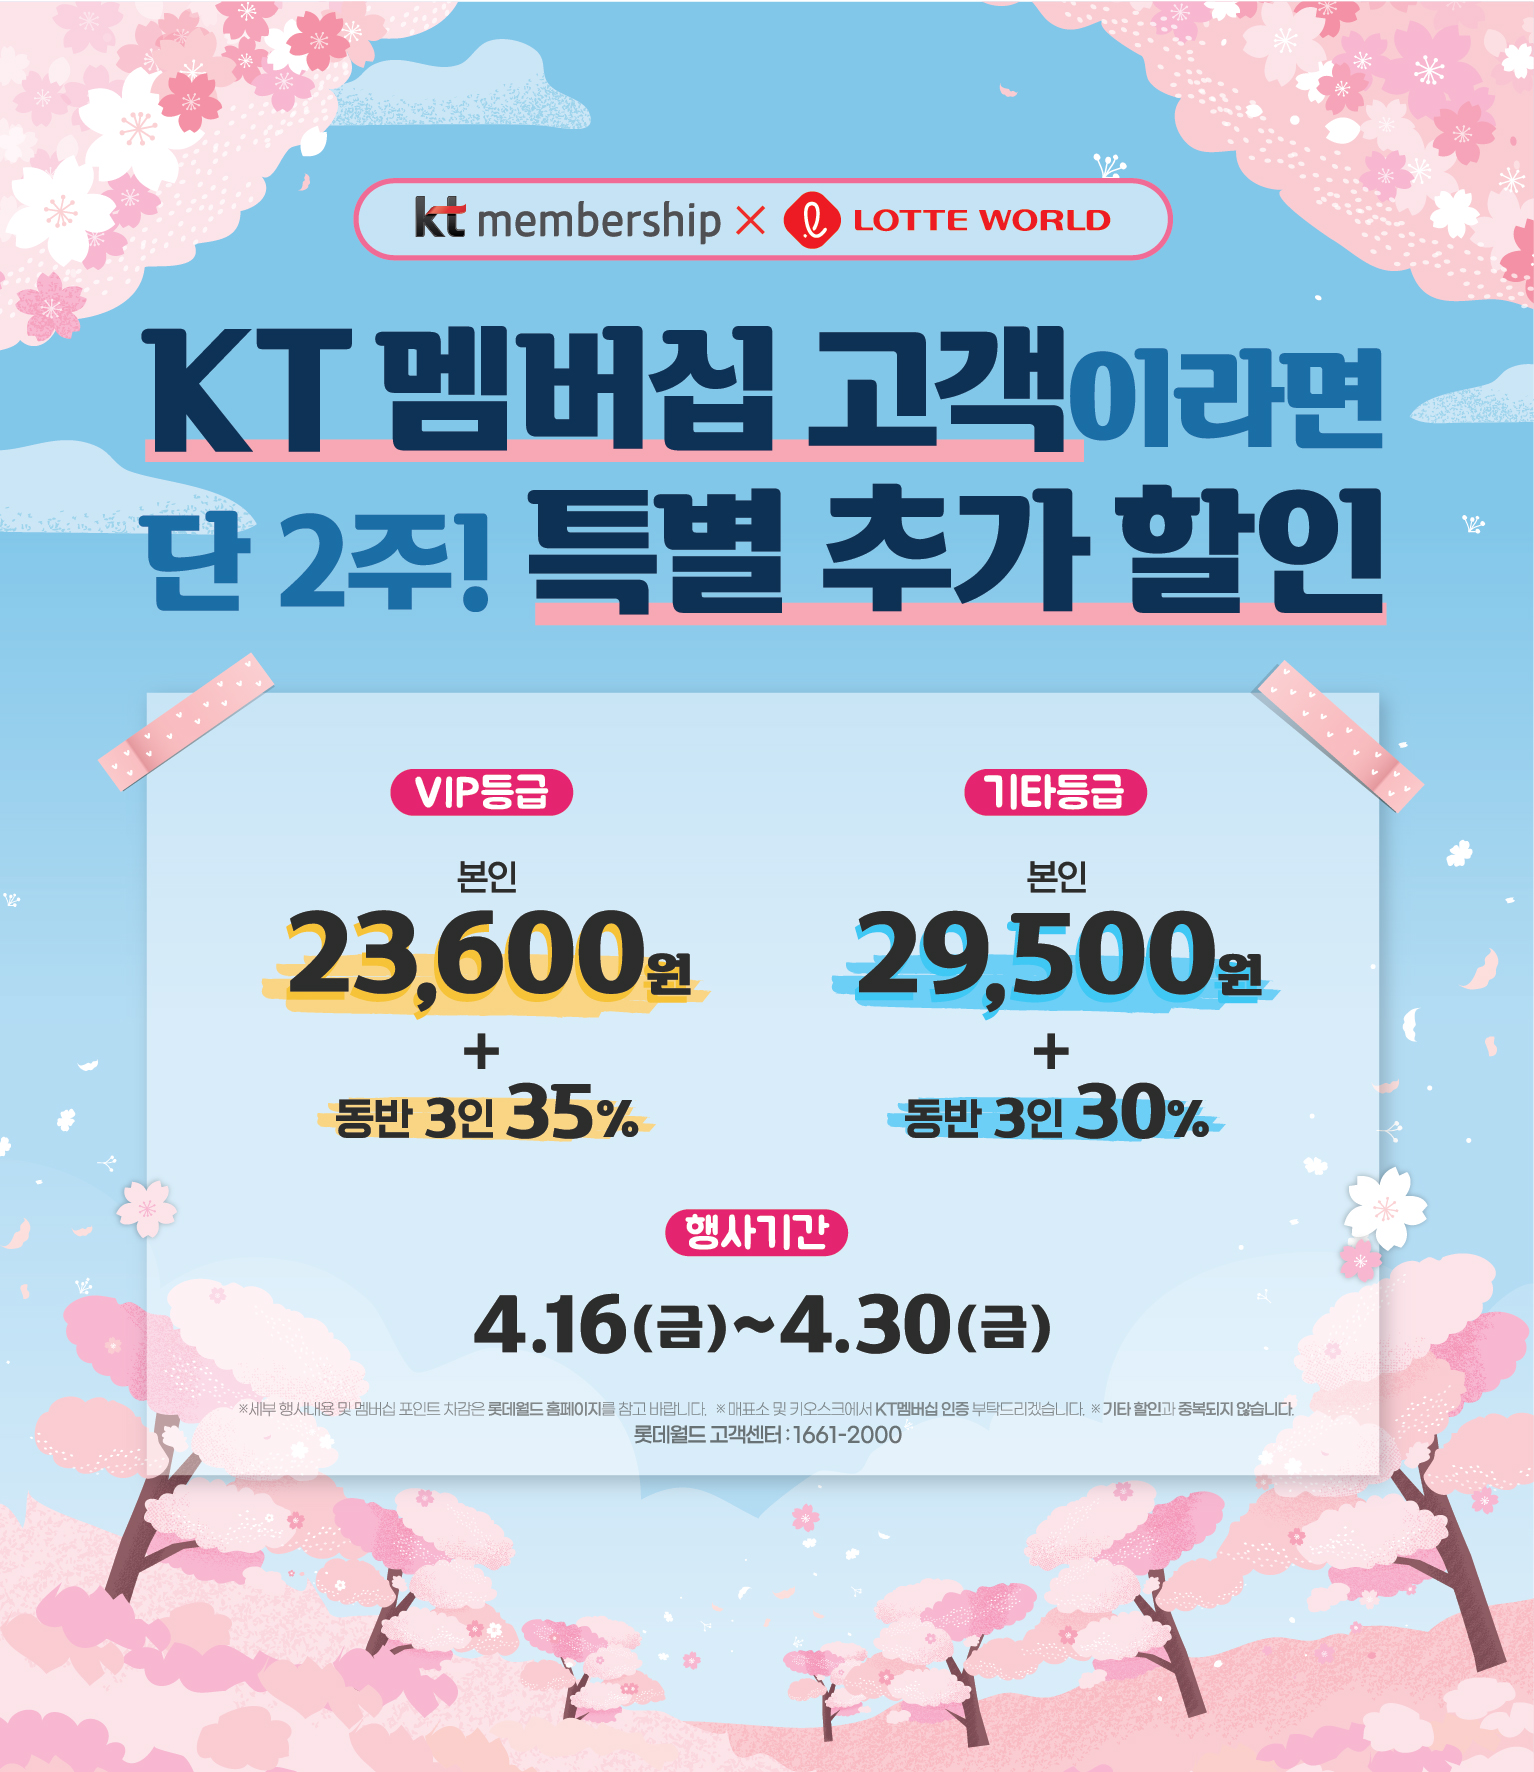 kt membership × LOTTE WORLD
KT 멤버십 고객이라면
단 2주! 특별 추가 할인
VIP등급
본인
23,600원
+
동반 3인 35%
기타등급
본인
29,500원
+
동반 3인 30%
행사기간
4.16(금)~4.30(금)
※세부 행사내용 및 멤버십 포인트 차감은 롯데월드 홈페이지를 참고 바랍니다. ※ 매표소 및 키오스크에서 KT멤버십 인증 부탁드리겠습니다. ※ 기타 할인과 중복되지 않습니다.
롯데월드 고객센터 : 1661-2000